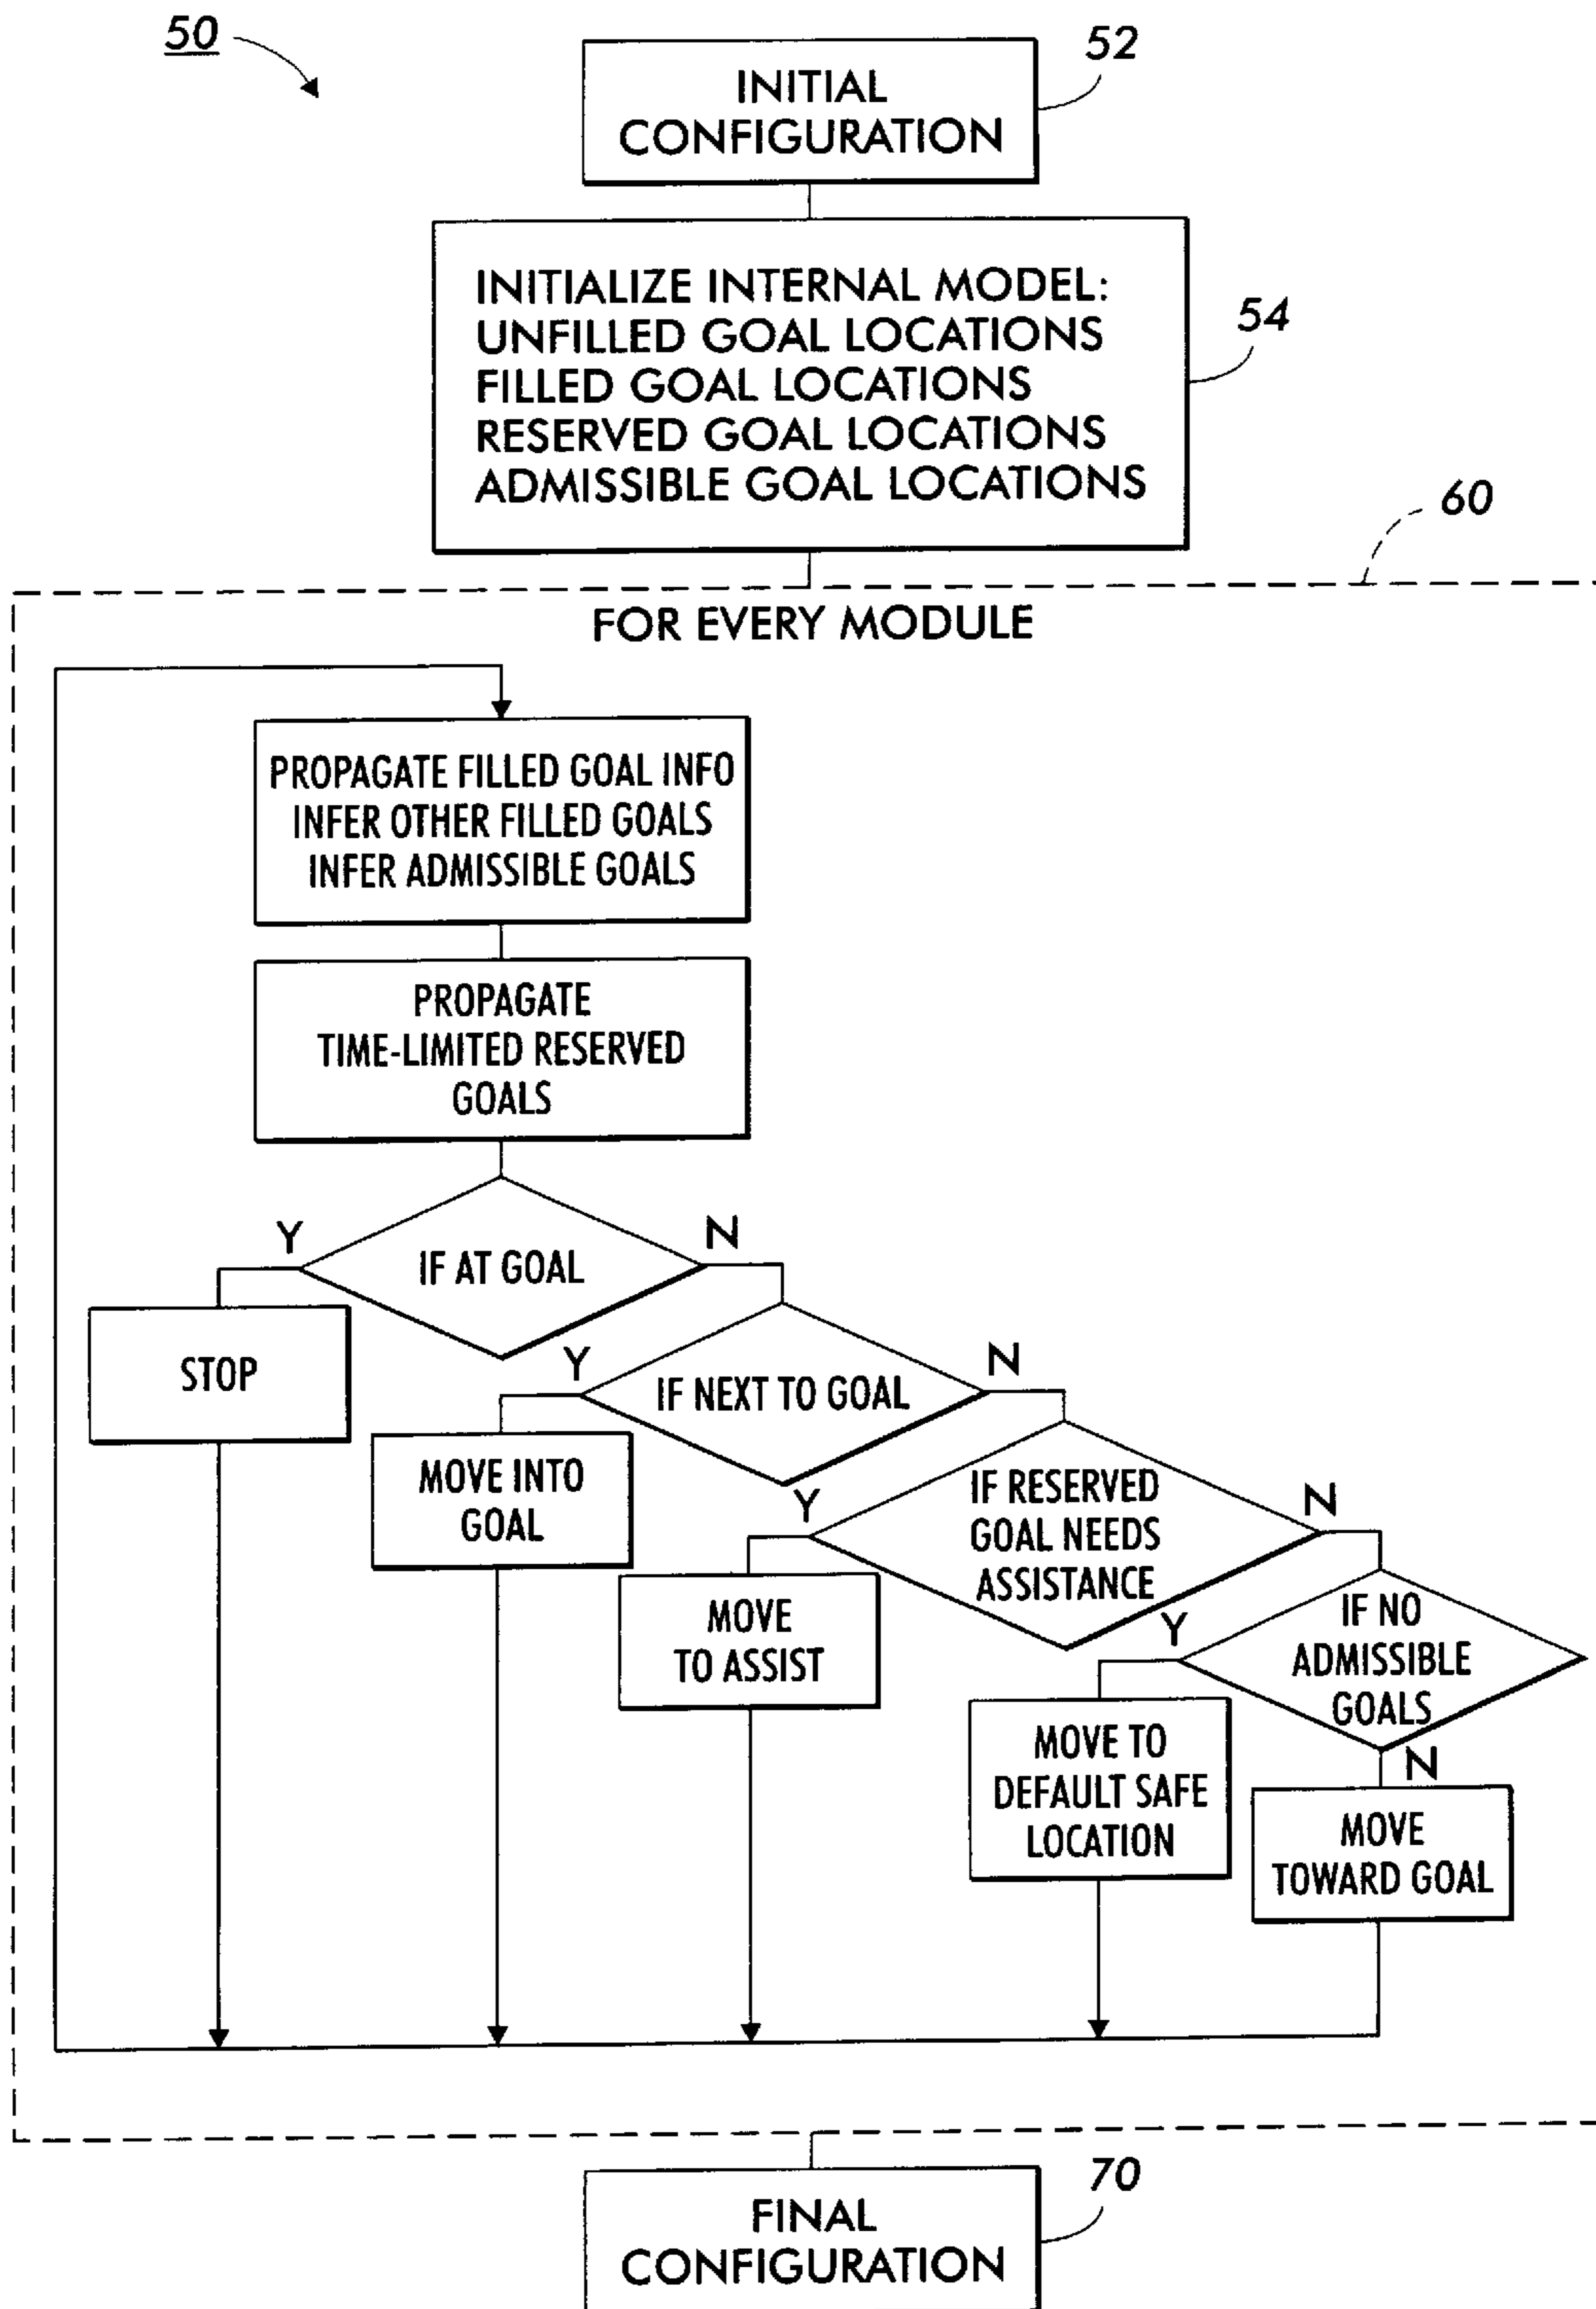 50
52
INITIAL
CONFIGURATION
INITIALIZE INTERNAL MODEL:
UNFILLED GOAL LOCATIONS
FILLED GOAL LOCATIONS
RESERVED GOAL LOCATIONS
ADMISSIBLE GOAL LOCATIONS
54
60
FOR EVERY MODULE
PROPAGATE FILLED GOAL INFO
INFER OTHER FILLED GOALS
INFER ADMISSIBLE GOALS
PROPAGATE
TIME-LIMITED RESERVED
GOALS
Y
IF AT GOAL
N
STOP
Y
IF NEXT TO GOAL
N
MOVE INTO
GOAL
Y
IF RESERVED
GOAL NEEDS
ASSISTANCE
N
MOVE
TO ASSIST
Y
IF NO
ADMISSIBLE
GOALS
N
MOVE TO
DEFAULT SAFE
LOCATION
MOVE
TOWARD GOAL
70
FINAL
CONFIGURATION